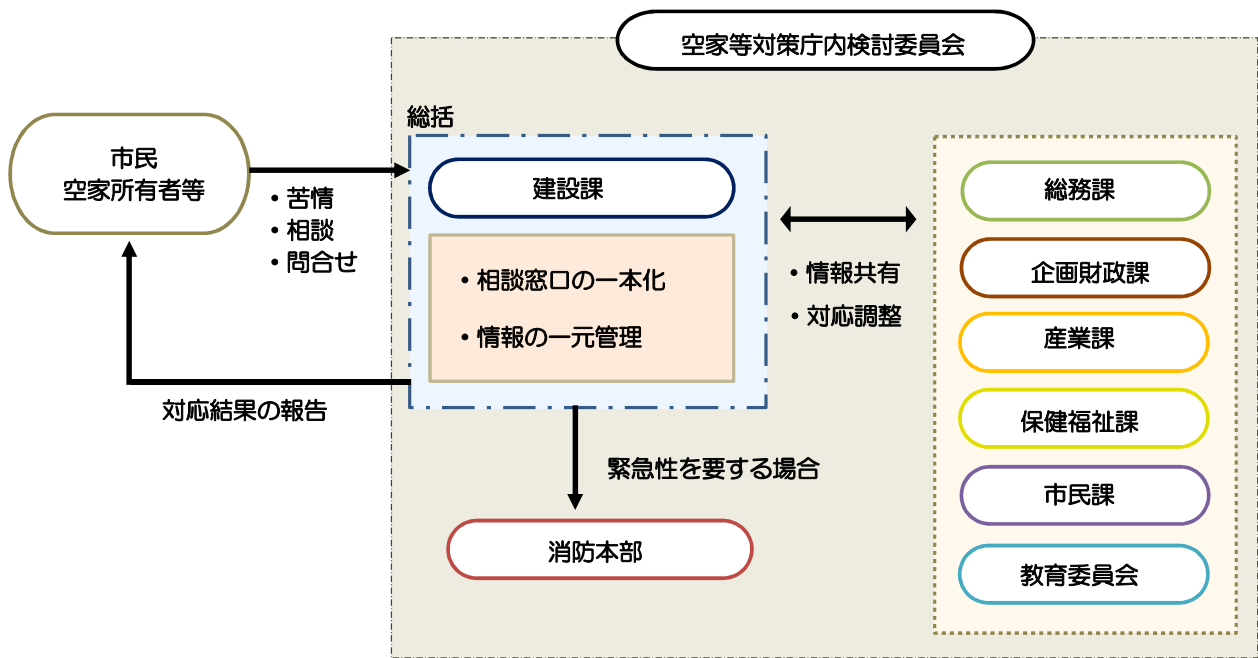 空家等対策庁内検討委員会
総括
市民
空家所有者等
・苦情
・相談
・問合せ
建設課
・相談窓口の一本化
・情報の一元管理
・情報共有
・対応調整
総務課
企画財政課
産業課
保健福祉課
市民課
教育委員会
対応結果の報告
緊急性を要する場合
消防本部